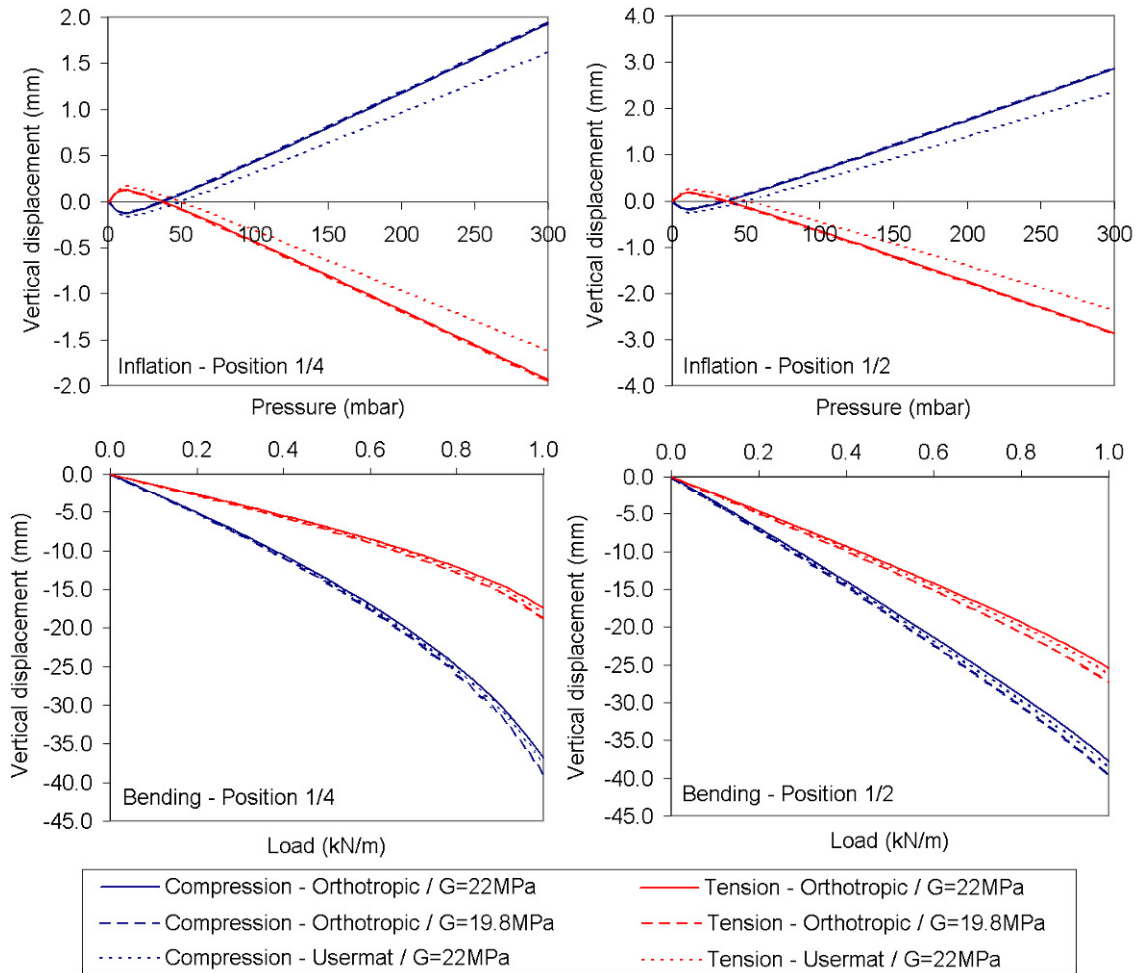 2.0
1.5
1.0
0.5
0.0
-0.5
-1.0
-1.5
-2.0
Vertical displacement (mm)
0 50 100 150 200 250 300
Inflation - Position 1/4
Pressure (mbar)
4.0
3.0
2.0
1.0
0.0
-1.0
-2.0
-3.0
-4.0
Vertical displacement (mm)
0 50 100 150 200 250 300
Inflation - Position 1/2
Pressure (mbar)
0.0 0.2 0.4 0.6 0.8 1.0
0.0
-5.0
-10.0
-15.0
-20.0
-25.0
-30.0
-35.0
-40.0
-45.0
Vertical displacement (mm)
Bending - Position 1/4
Load (kN/m)
0.0 0.2 0.4 0.6 0.8 1.0
0.0
-5.0
-10.0
-15.0
-20.0
-25.0
-30.0
-35.0
-40.0
-45.0
Vertical displacement (mm)
Bending - Position 1/2
Load (kN/m)
Compression - Orthotropic / G=22MPa
Compression - Orthotropic / G=19.8MPa
Compression - Usermat / G=22MPa
Tension - Orthotropic / G=22MPa
Tension - Orthotropic / G=19.8MPa
Tension - Usermat / G=22MPa